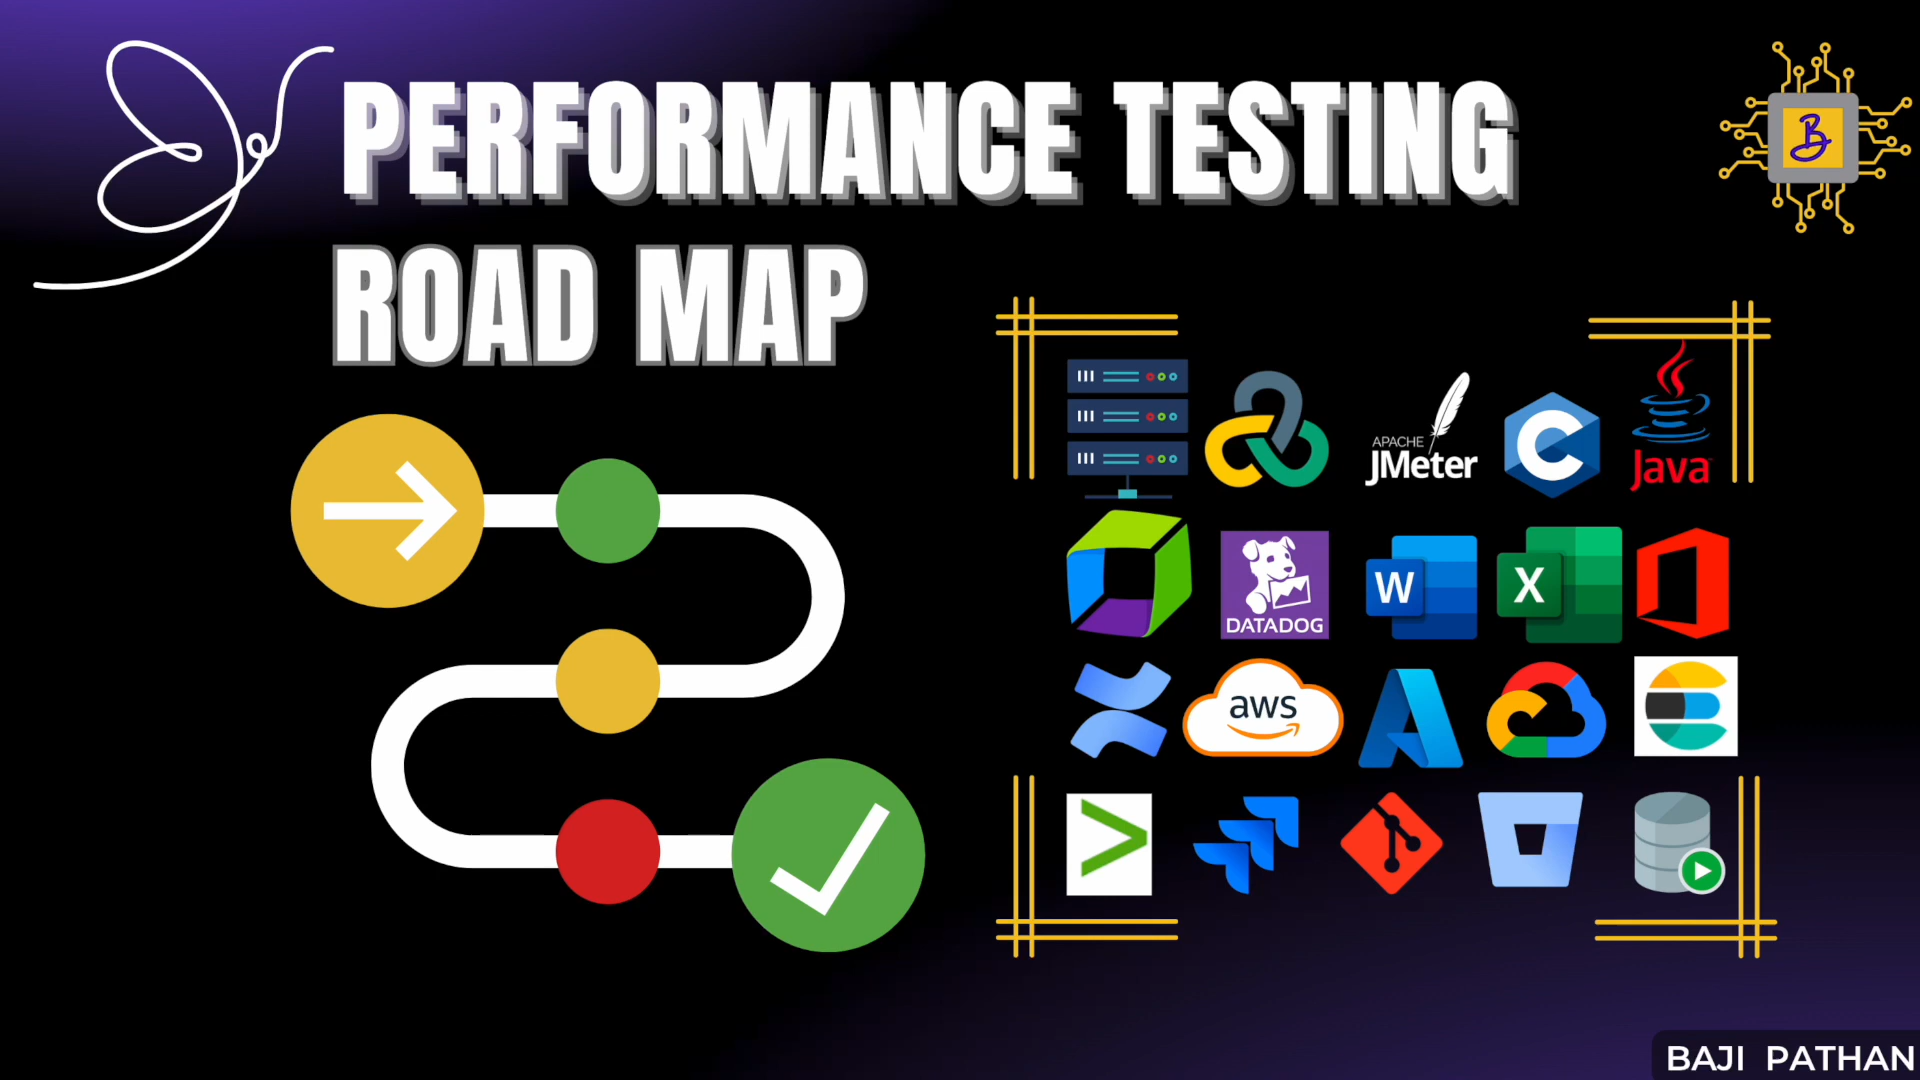 PERFORMANCE TESTING
ROAD MAP
B
APACHE
JMeter
C
Java
DATADOG
W
X
aws
BAJI PATHAN